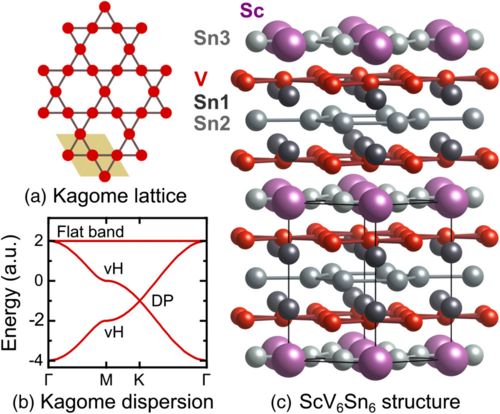 Sc
Sn3
V
Sn1
Sn2
(a) Kagome lattice
Energy (a.u.)
2
0
-2
-4
Flat band
vH
DP
vH
Γ M K Γ
(b) Kagome dispersion
(c) ScV₆Sn₆ structure